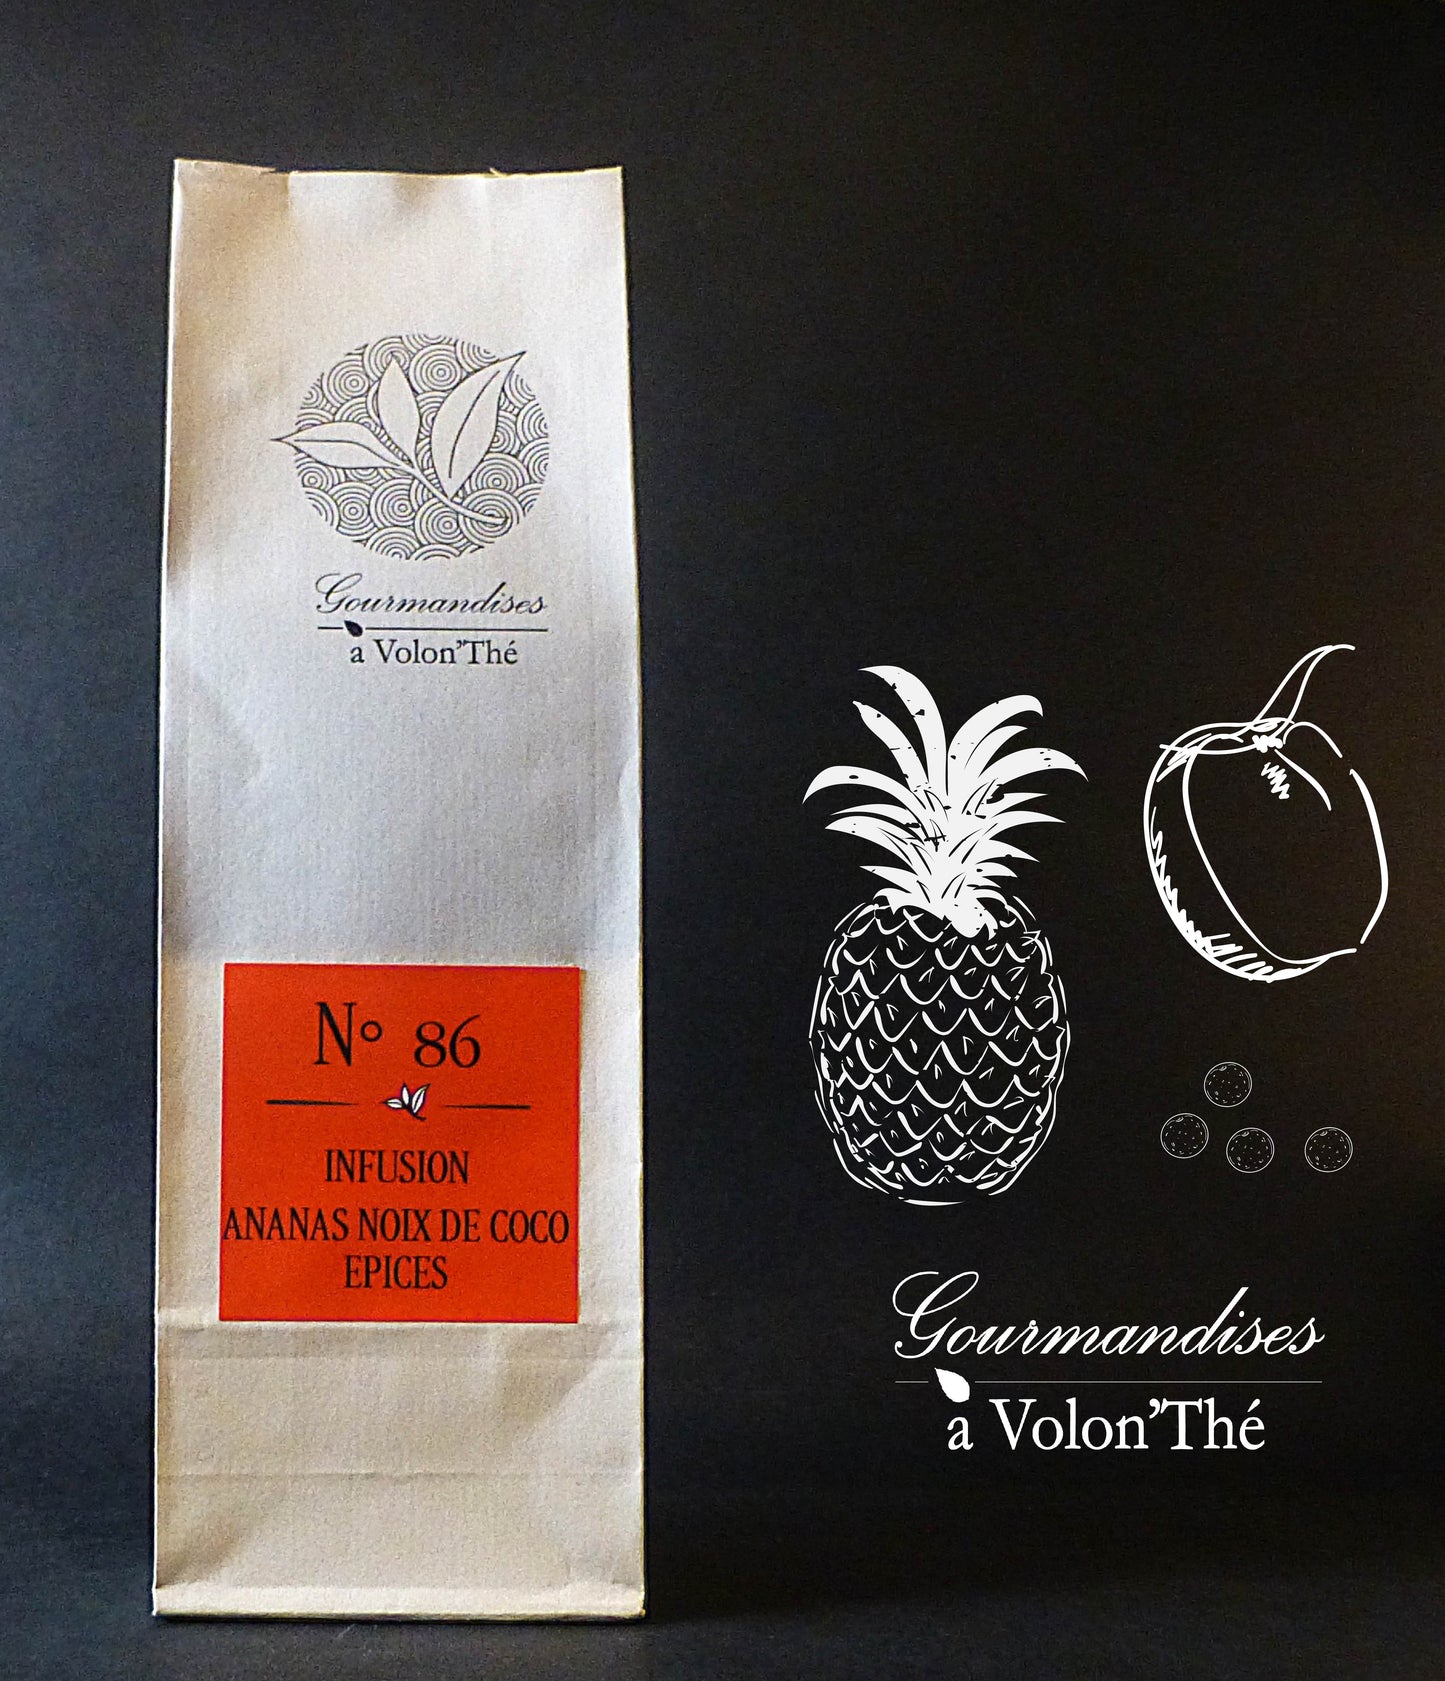 Gourmandises
a Volon'Thé
N° 86
INFUSION
ANANAS NOIX DE COCO
EPICES
Gourmandises
a Volon'Thé